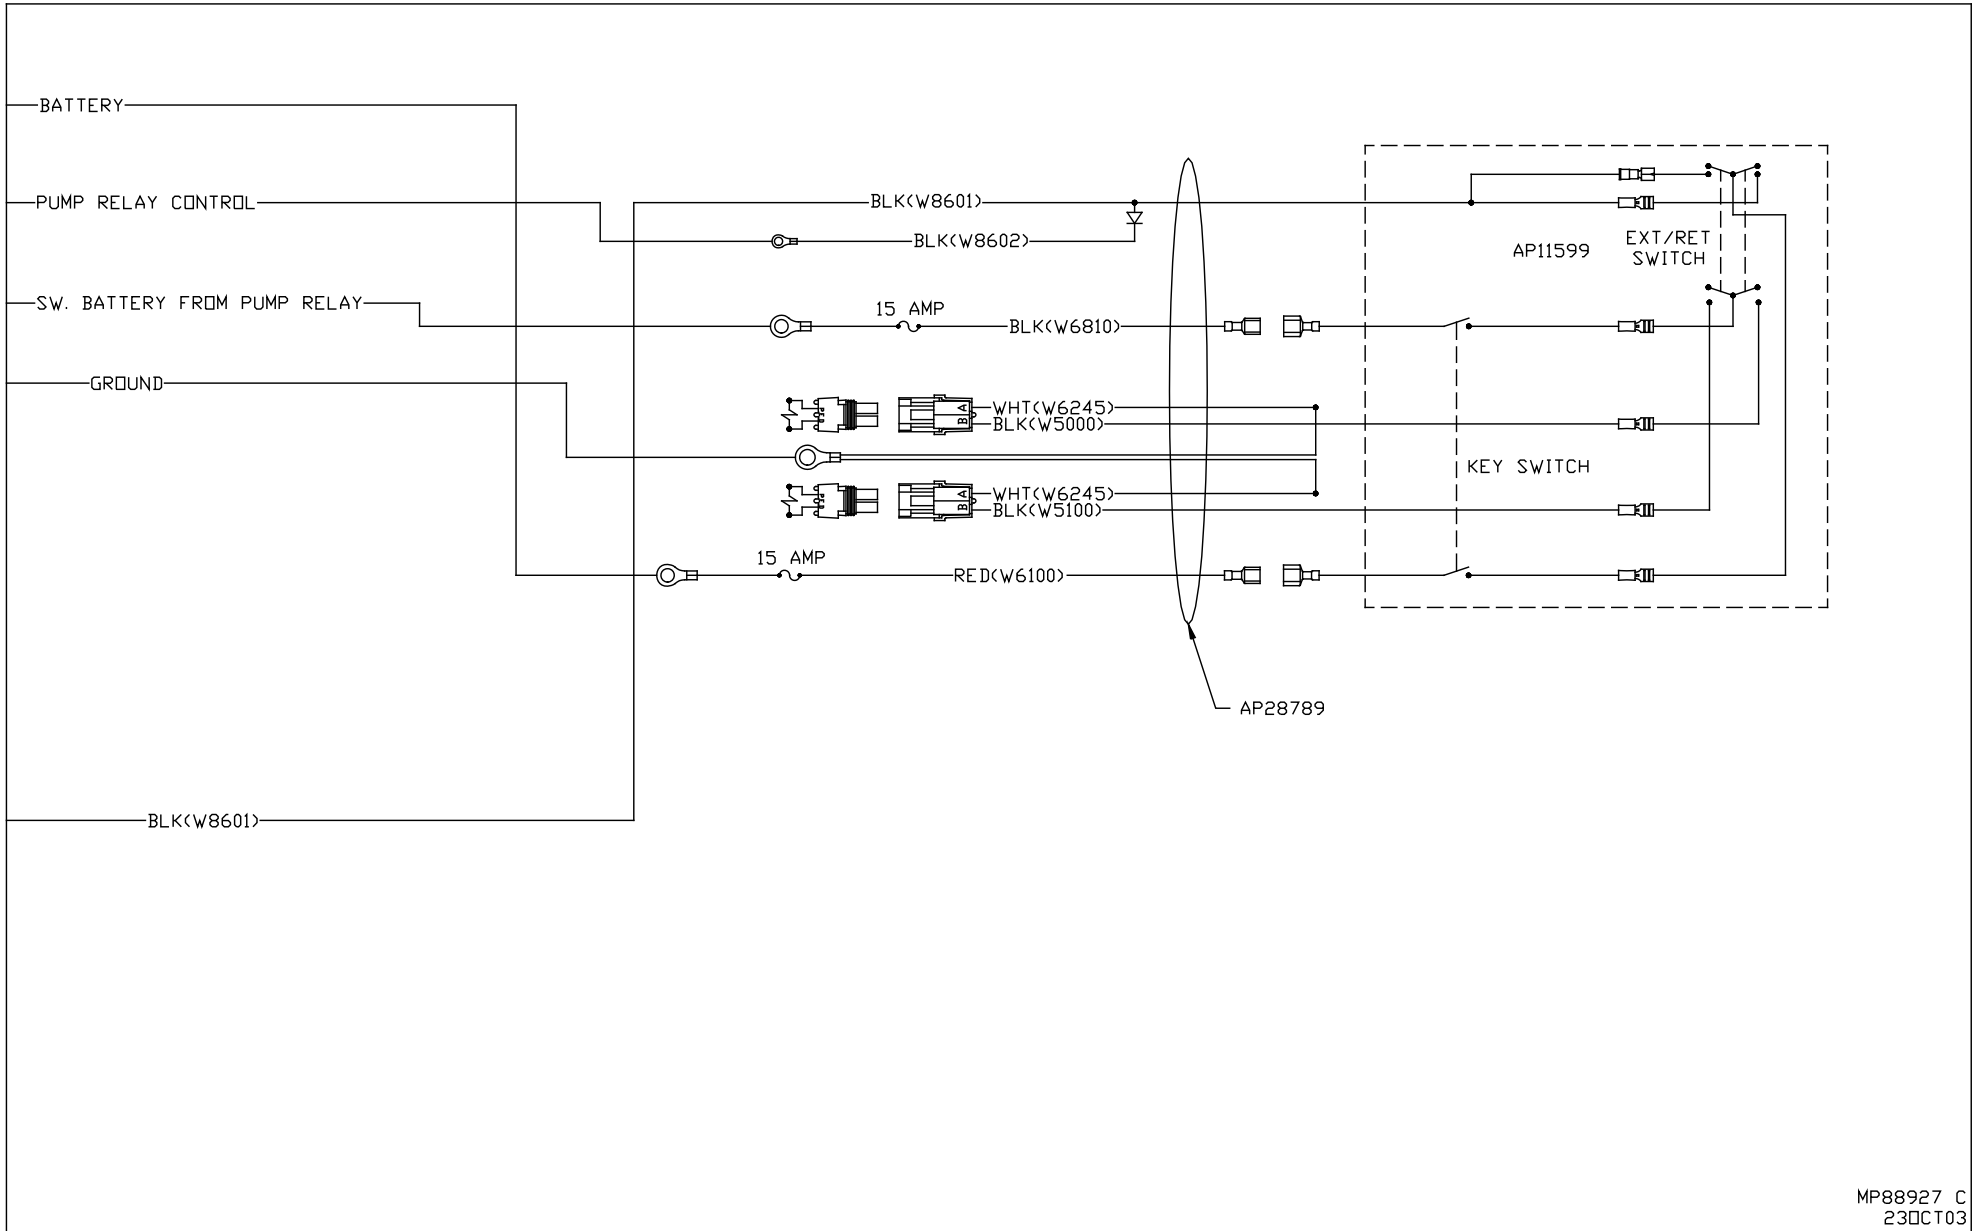 BATTERY
PUMP RELAY CONTROL
BLK(W8601)
BLK(W8602)
AP11599
EXT/RET
SWITCH
SW. BATTERY FROM PUMP RELAY
15 AMP
BLK(W6810)
GROUND
A
WHT(W6245)
B
BLK(W5000)
KEY SWITCH
A
WHT(W6245)
B
BLK(W5100)
15 AMP
RED(W6100)
AP28789
BLK(W8601)
MP88927 C
23OCT03